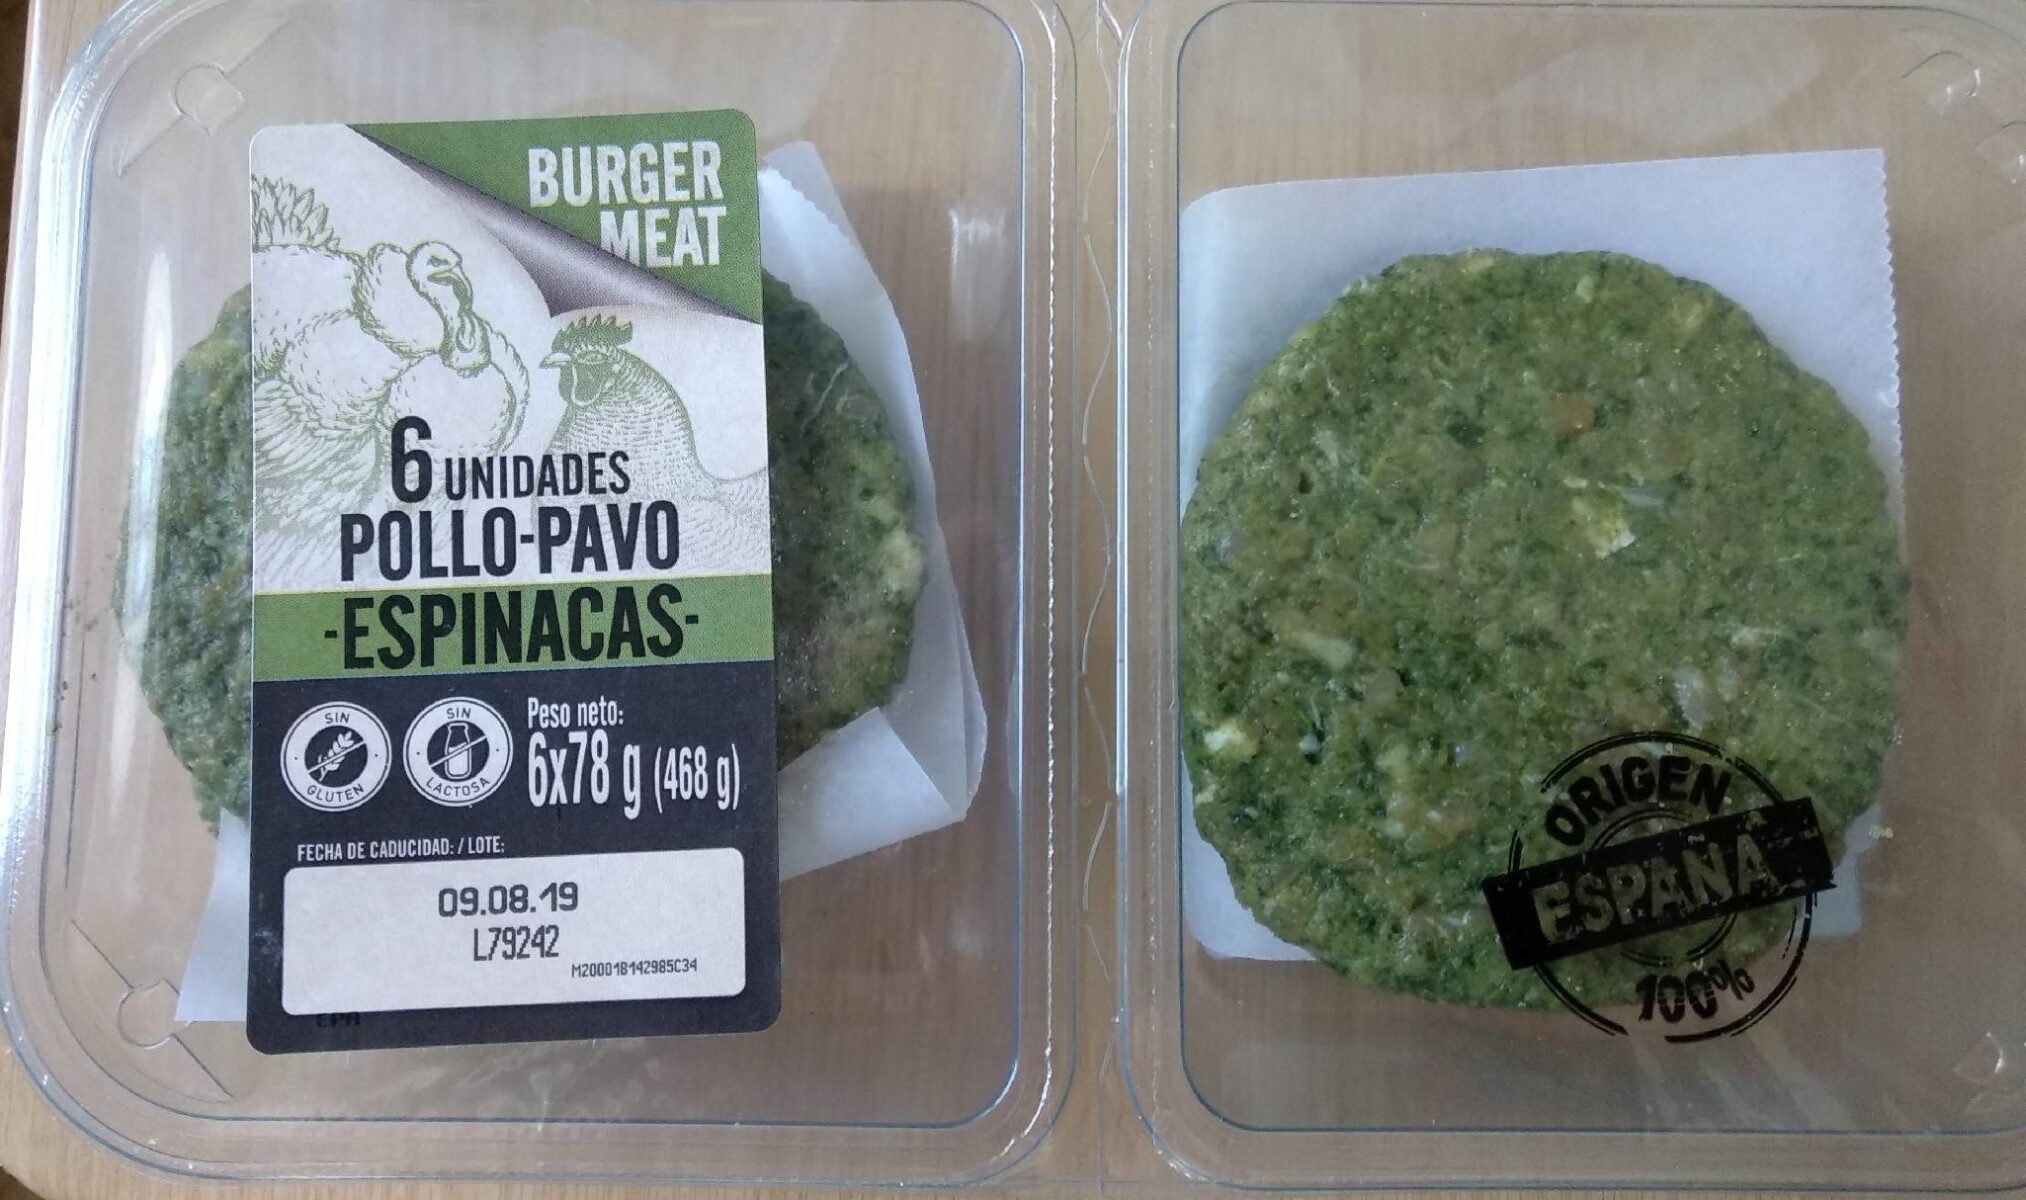 BURGER
MEAT
6 UNIDADES
POLLO-PAVO
-ESPINACAS-
SIN
GLUTEN
SIN
LACTOSA
Peso neto:
6x78 g (468 g)
FECHA DE CADUCIDAD: / LOTE:
09.08.19
L79242
M20001B142985C34
EPA
ORIGEN
ESPAÑA
100%